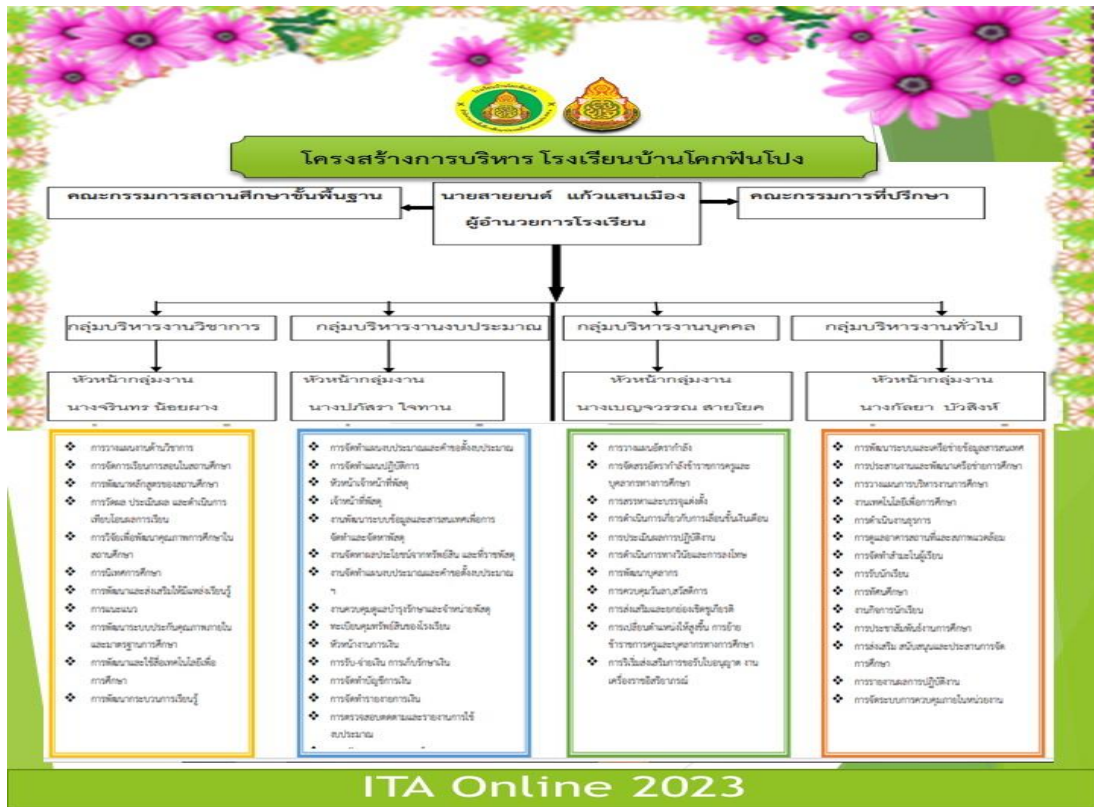 โครงสร้างการบริหาร โรงเรียนบ้านโคกฟันโปง
คณะกรรมการสถานศึกษาขั้นพื้นฐาน
นายสายยนต์ แก้วแสนเมือง
ผู้อำนวยการโรงเรียน
คณะกรรมการที่ปรึกษา
กลุ่มบริหารงานวิชาการ
กลุ่มบริหารงานงบประมาณ
กลุ่มบริหารงานบุคคล
กลุ่มบริหารงานทั่วไป
หัวหน้ากลุ่มงาน
นางจรินทร น้อยผาง
หัวหน้ากลุ่มงาน
นางปภัสรา ใจทาน
หัวหน้ากลุ่มงาน
นางเบญจวรรณ สายโยค
หัวหน้ากลุ่มงาน
นางกัลยา บัวสิงห์
❖ การวางแผนงานด้านวิชาการ
❖ การจัดการเรียนการสอนในสถานศึกษา
❖ การพัฒนาหลักสูตรของสถานศึกษา
❖ การวัดผล ประเมินผล และดำเนินการ
เทียบโอนผลการเรียน
❖ การวิจัยเพื่อพัฒนาคุณภาพการศึกษาใน
สถานศึกษา
❖ การนิเทศการศึกษา
❖ การพัฒนาและส่งเสริมให้มีแหล่งเรียนรู้
❖ การแนะแนว
❖ การพัฒนาระบบประกันคุณภาพภายใน
และมาตรฐานการศึกษา
❖ การพัฒนาและใช้สื่อเทคโนโลยีเพื่อ
การศึกษา
❖ การพัฒนากระบวนการเรียนรู้
❖ การจัดทำแผนงบประมาณและคำขอตั้งงบประมาณ
❖ การจัดทำแผนปฏิบัติการ
❖ หัวหน้าเจ้าหน้าที่พัสดุ
❖ เจ้าหน้าที่พัสดุ
❖ งานพัฒนาระบบข้อมูลและสารสนเทศเพื่อการ
จัดทำและจัดหาพัสดุ
❖ งานจัดหาผลประโยชน์จากทรัพย์สิน และที่ราชพัสดุ
❖ งานจัดทำแผนงบประมาณและคำขอตั้งงบประมาณ
ฯ
❖ งานควบคุมดูแลบำรุงรักษาและจำหน่ายพัสดุ
❖ ทะเบียนคุมทรัพย์สินของโรงเรียน
❖ หัวหน้างานการเงิน
❖ การรับ-จ่ายเงิน การเก็บรักษาเงิน
❖ การจัดทำบัญชีการเงิน
❖ การจัดทำรายงานการเงิน
❖ การตรวจสอบติดตามและรายงานการใช้
งบประมาณ
❖ การวางแผนอัตรากำลัง
❖ การจัดสรรอัตรากำลังข้าราชการครูและ
บุคลากรทางการศึกษา
❖ การสรรหาและบรรจุแต่งตั้ง
❖ การดำเนินการเกี่ยวกับการเลื่อนขั้นเงินเดือน
❖ การประเมินผลการปฏิบัติงาน
❖ การดำเนินการทางวินัยและการลงโทษ
❖ การพัฒนาบุคลากร
❖ การควบคุมวันลา,สวัสดิการ
❖ การส่งเสริมและยกย่องเชิดชูเกียรติ
❖ การเปลี่ยนตำแหน่งให้สูงขึ้น การย้าย
ข้าราชการครูและบุคลากรทางการศึกษา
❖ การริเริ่มส่งเสริมการขอรับใบอนุญาต งาน
เครื่องราชอิสริยาภรณ์
❖ การพัฒนาระบบและเครือข่ายข้อมูลสารสนเทศ
❖ การประสานงานและพัฒนาเครือข่ายการศึกษา
❖ การวางแผนการบริหารงานการศึกษา
❖ งานเทคโนโลยีเพื่อการศึกษา
❖ การดำเนินงานธุรการ
❖ การดูแลอาคารสถานที่และสภาพแวดล้อม
❖ การจัดทำสำมะโนผู้เรียน
❖ การรับนักเรียน
❖ การทัศนศึกษา
❖ งานกิจการนักเรียน
❖ การประชาสัมพันธ์งานการศึกษา
❖ การส่งเสริม สนับสนุนและประสานการจัด
การศึกษา
❖ การรายงานผลการปฏิบัติงาน
❖ การจัดระบบการควบคุมภายในหน่วยงาน
ITA Online 2023